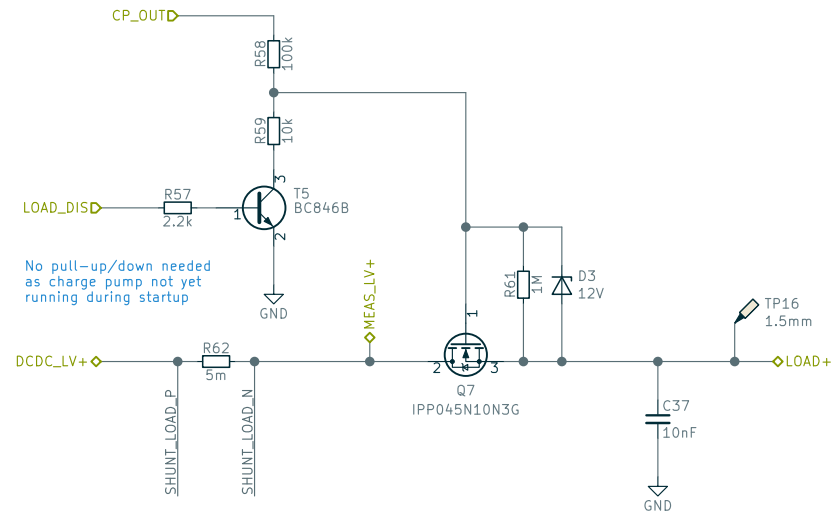 CP_OUT
R58
100k
R59
10k
LOAD_DIS
R57
2.2k
1
3
2
T5
BC846B
GND
No pull-up/down needed
as charge pump not yet
running during startup
MEAS_LV+
R61
1M
D3
12V
TP16
1.5mm
DCDC_LV+
R62
5m
SHUNT_LOAD_P
SHUNT_LOAD_N
1
2
3
Q7
IPP045N10N3G
LOAD+
C37
10nF
GND